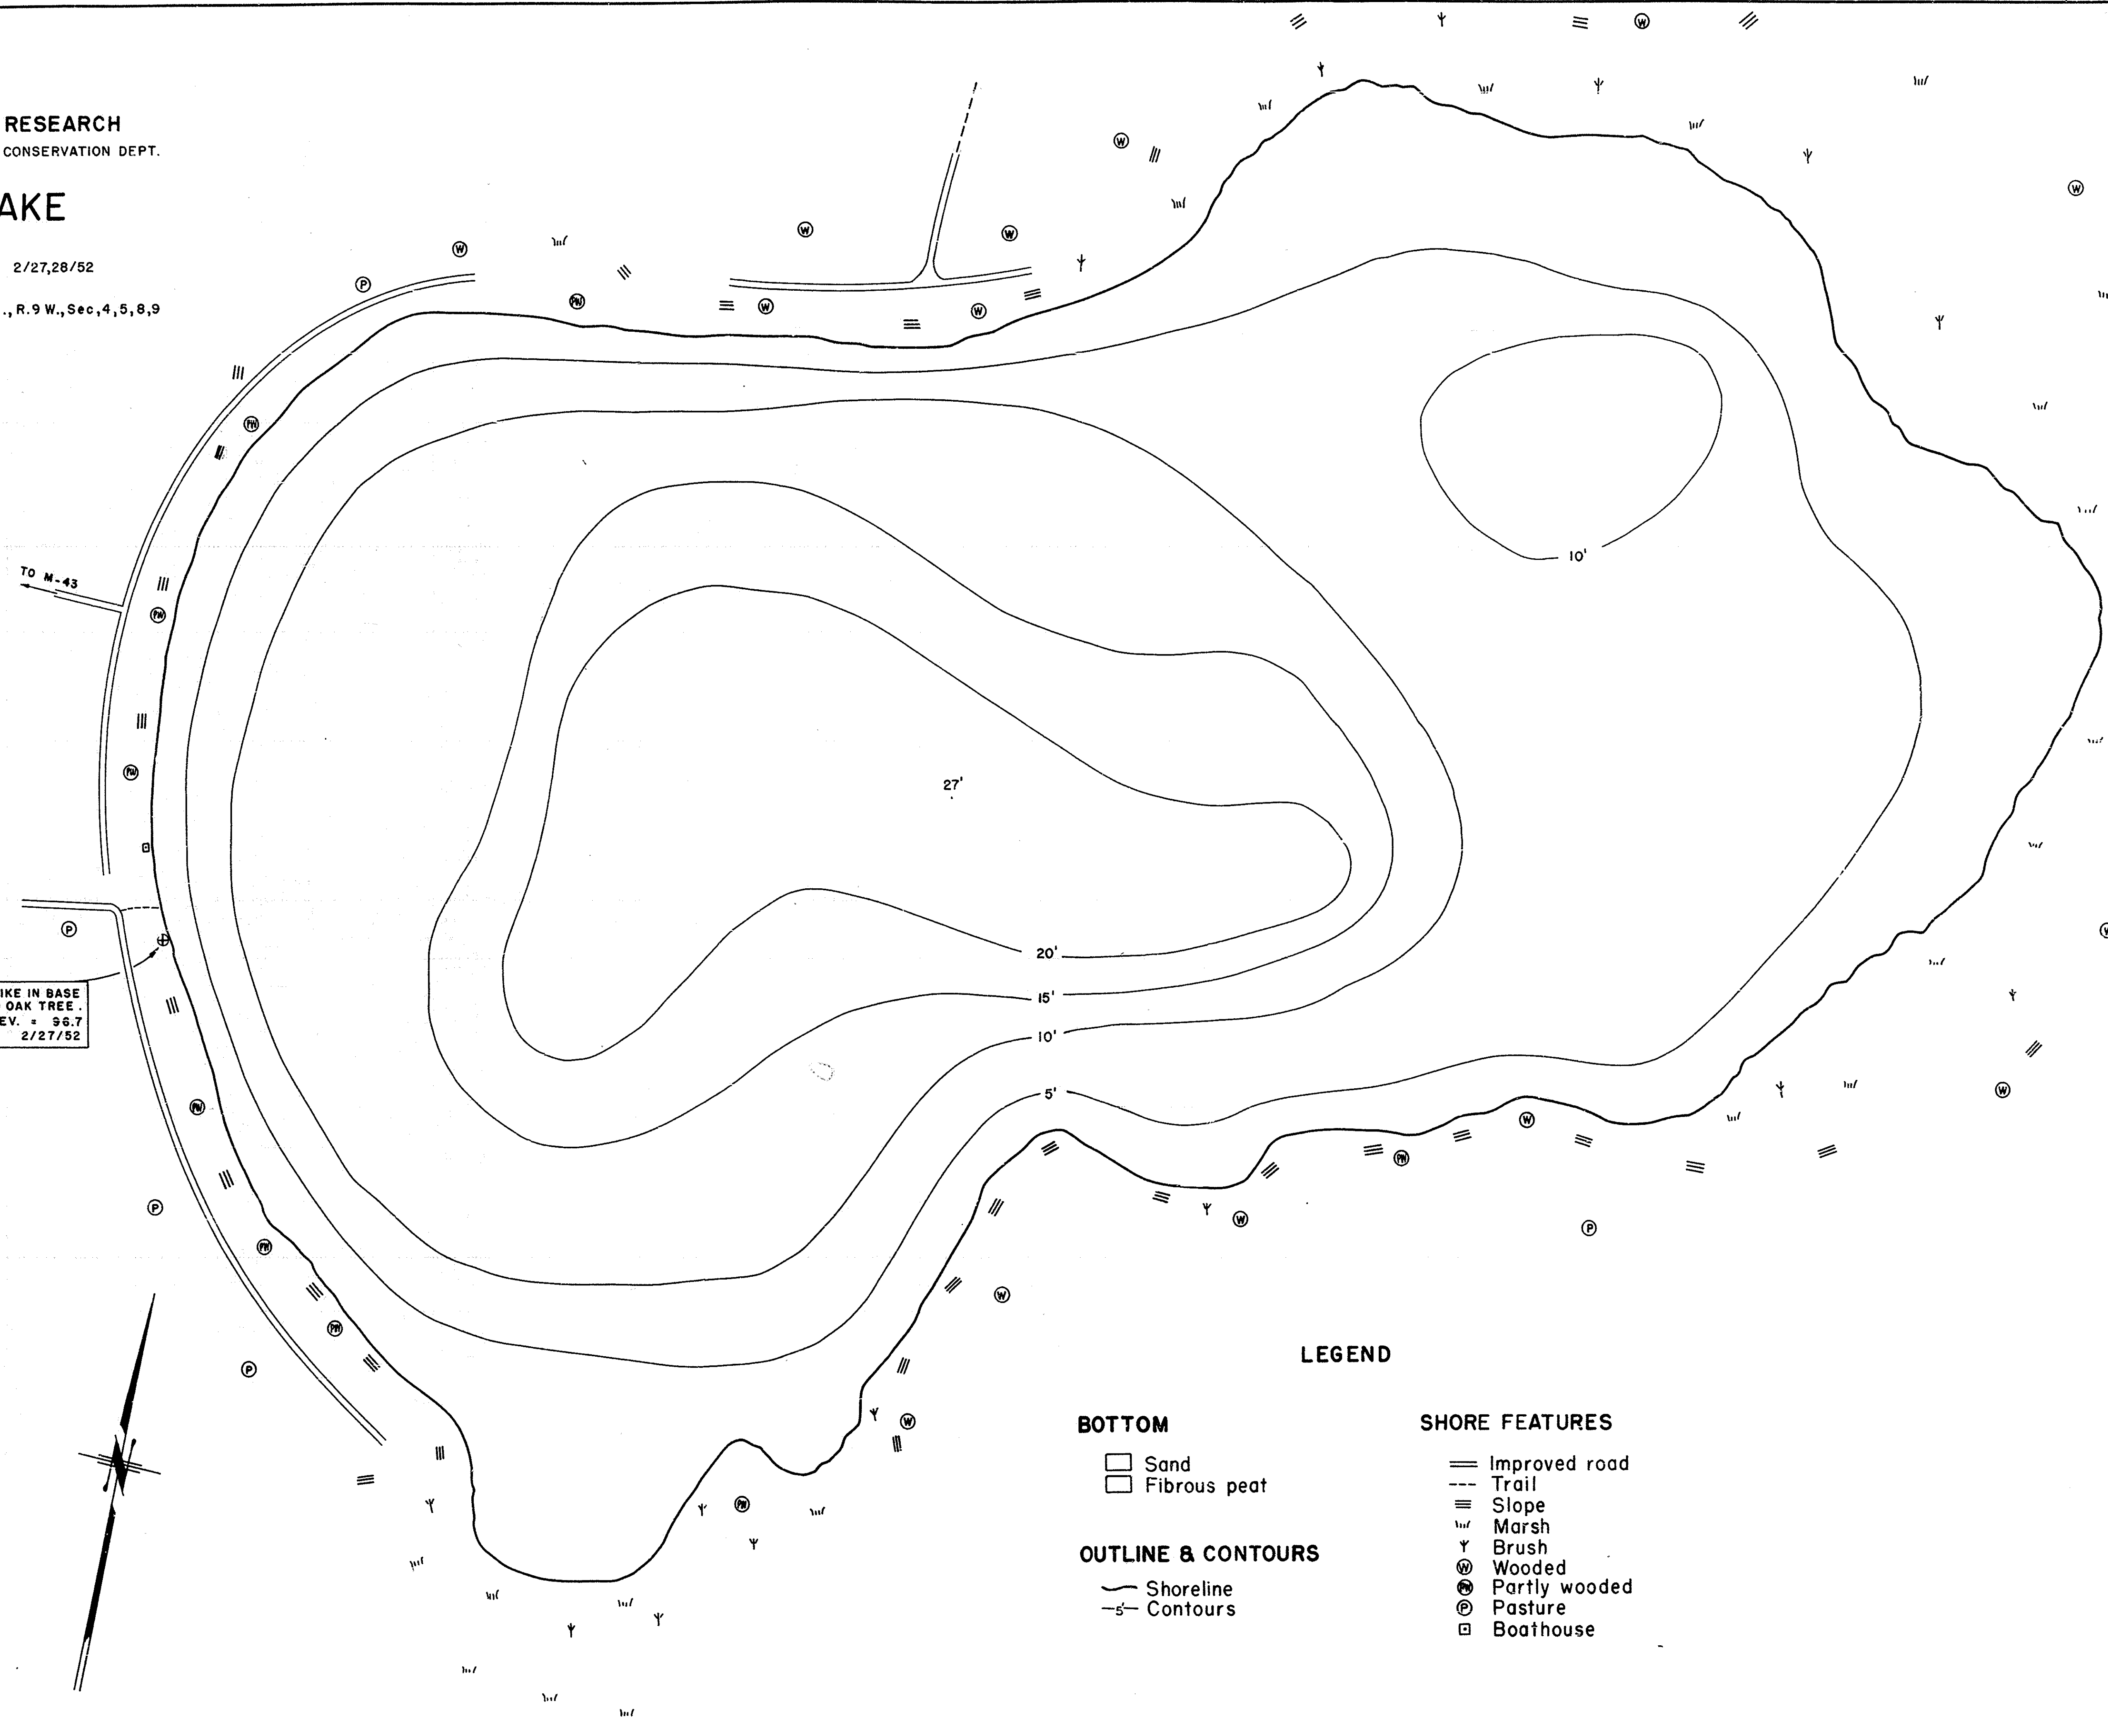 RESEARCH
CONSERVATION DEPT.
AKE
2/27,28/52
., R.9 W., Sec,4,5,8,9
TO M-43
IKE IN BASE
OAK TREE.
EV. = 96.7
2/27/52
10'
27'
20'
15'
10'
5'
LEGEND
BOTTOM
Sand
Fibrous peat
OUTLINE & CONTOURS
Shoreline
5' Contours
SHORE FEATURES
Improved road
Trail
Slope
Marsh
Brush
W Wooded
PW Partly wooded
P Pasture
Boathouse